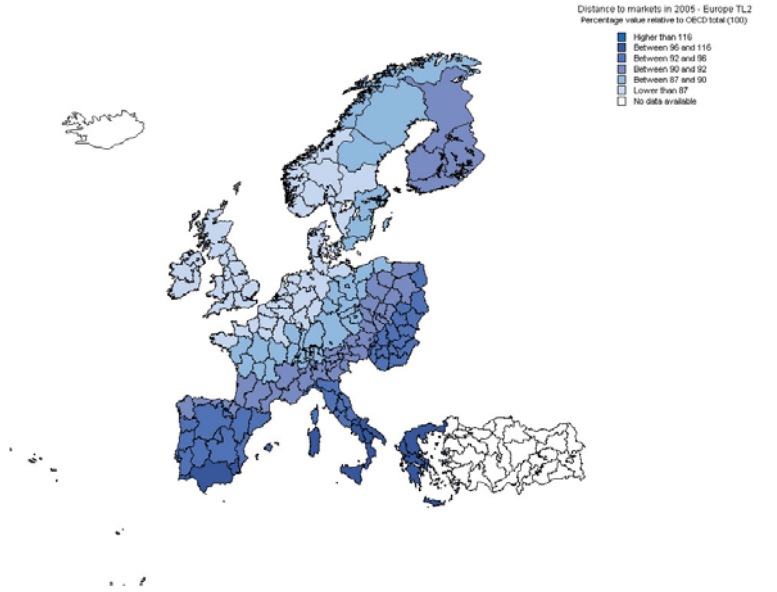 Distance to markets in 2005 - Europe TL2
Percentage value relative to OECD total (100)
Higher than 116
Between 96 and 116
Between 92 and 96
Between 90 and 92
Between 87 and 90
Lower than 87
No data available